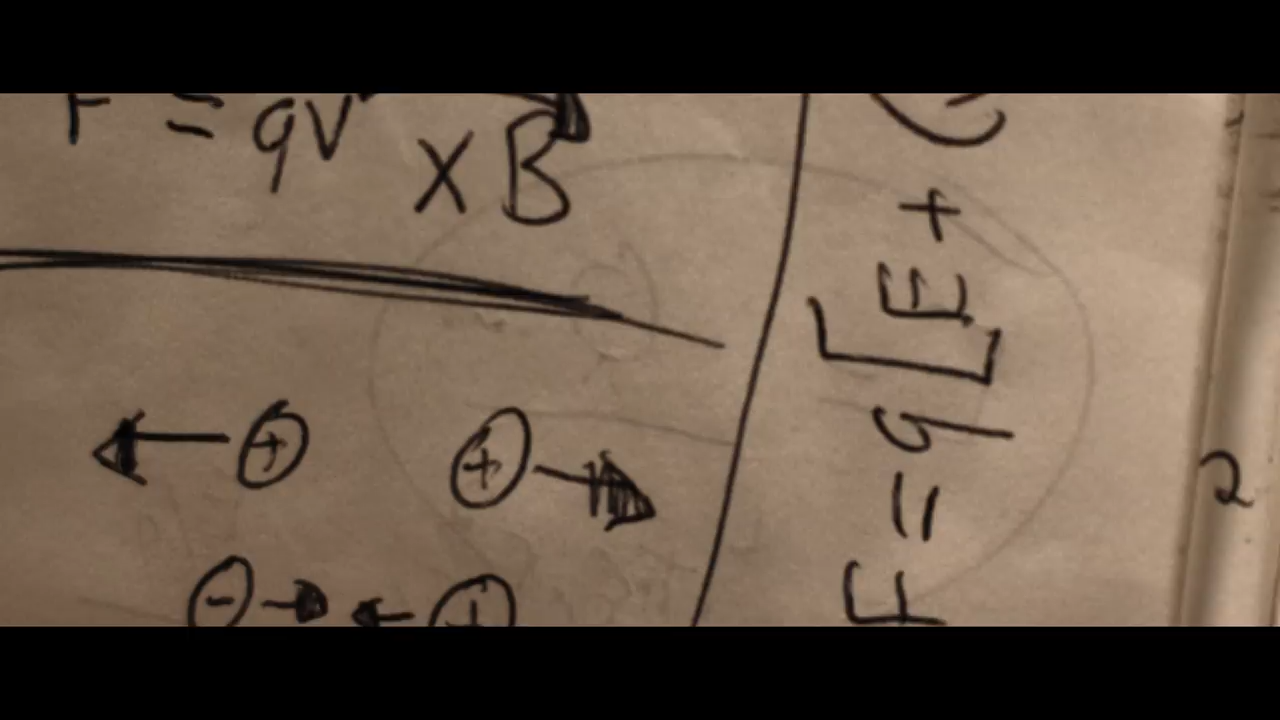 F = qv × B
+ +
- +
F = q[E + (
2